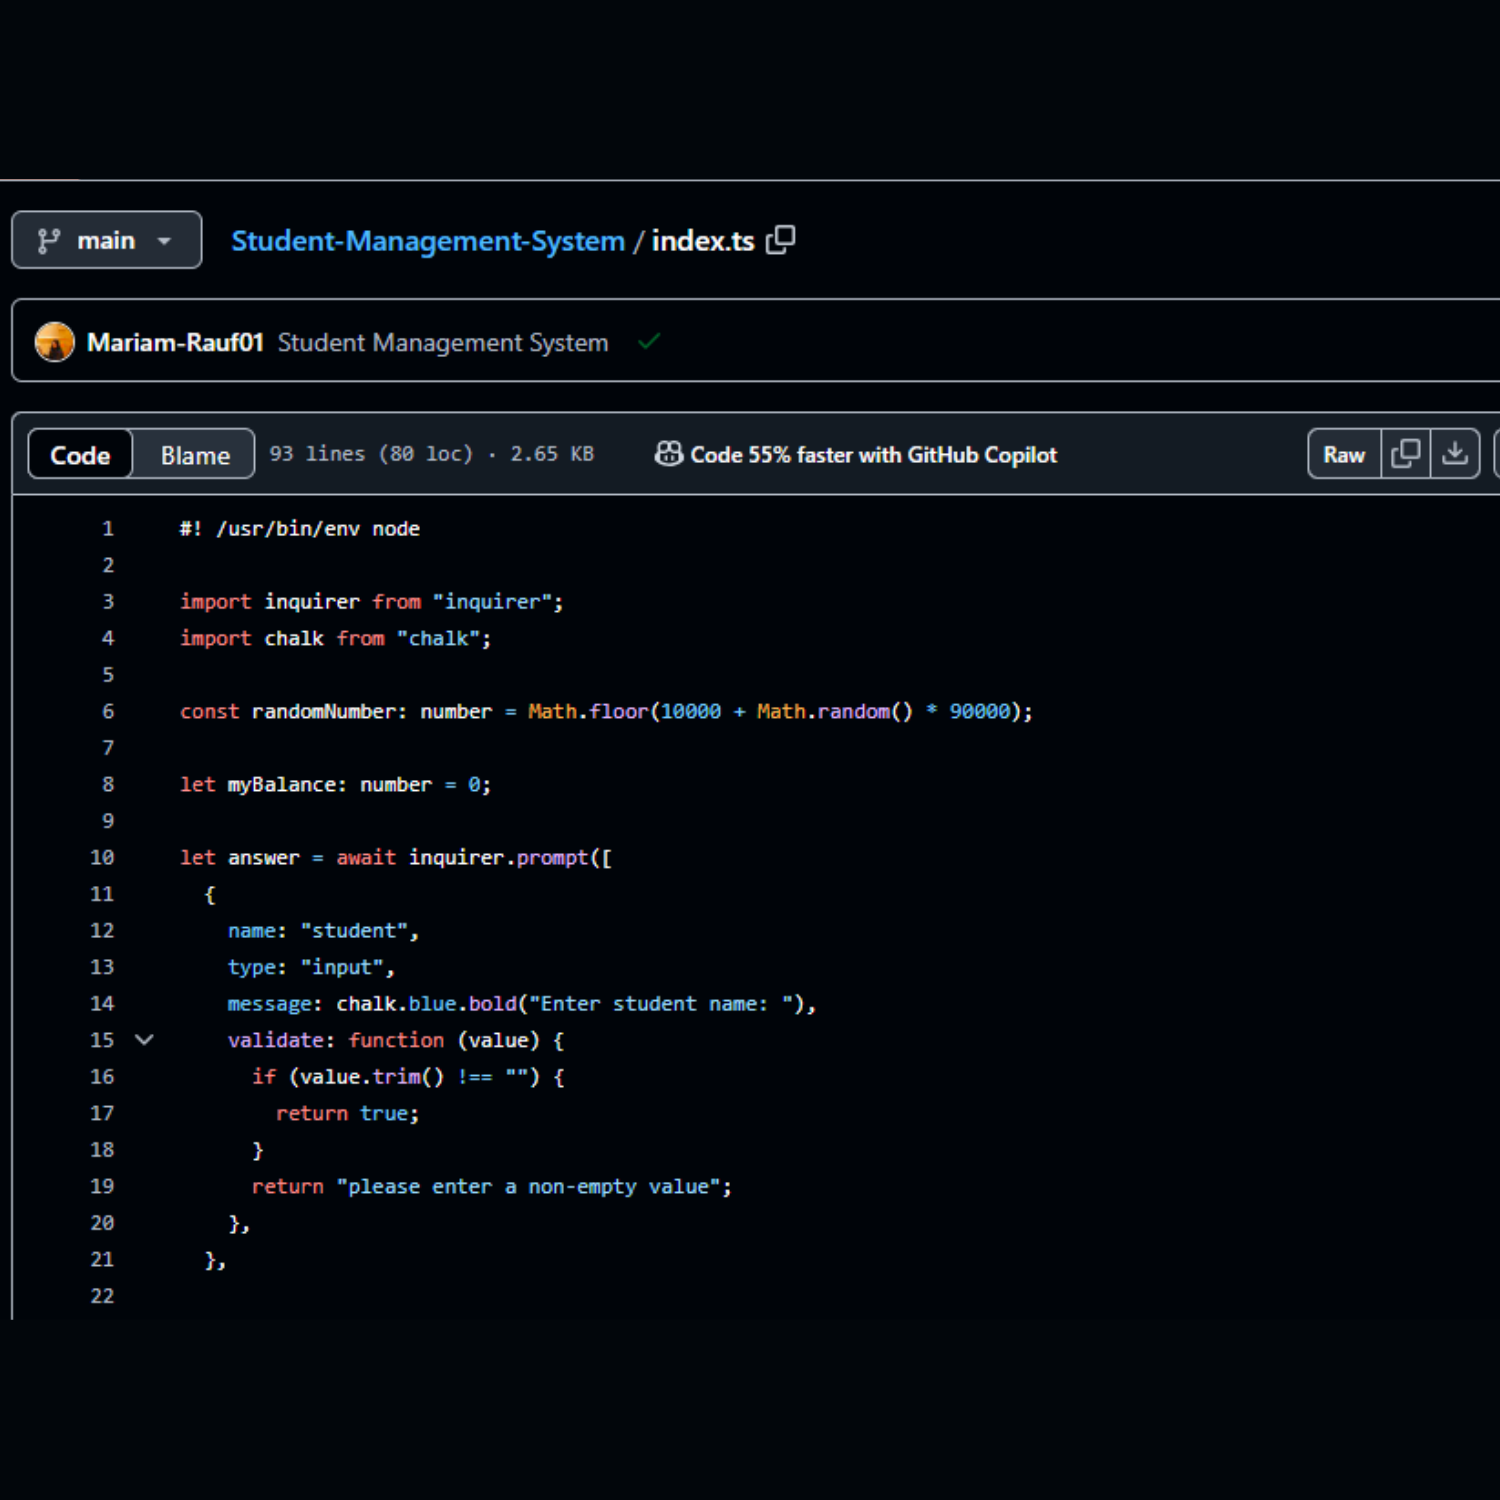 main
Student-Management-System / index.ts
Mariam-Rauf01 Student Management System
Code Blame 93 lines (80 loc) · 2.65 KB Code 55% faster with GitHub Copilot Raw
1 #! /usr/bin/env node
2
3 import inquirer from "inquirer";
4 import chalk from "chalk";
5
6 const randomNumber: number = Math.floor(10000 + Math.random() * 90000);
7
8 let myBalance: number = 0;
9
10 let answer = await inquirer.prompt([
11   {
12     name: "student",
13     type: "input",
14     message: chalk.blue.bold("Enter student name: "),
15     validate: function (value) {
16       if (value.trim() !== "") {
17         return true;
18       }
19       return "please enter a non-empty value";
20     },
21   },
22